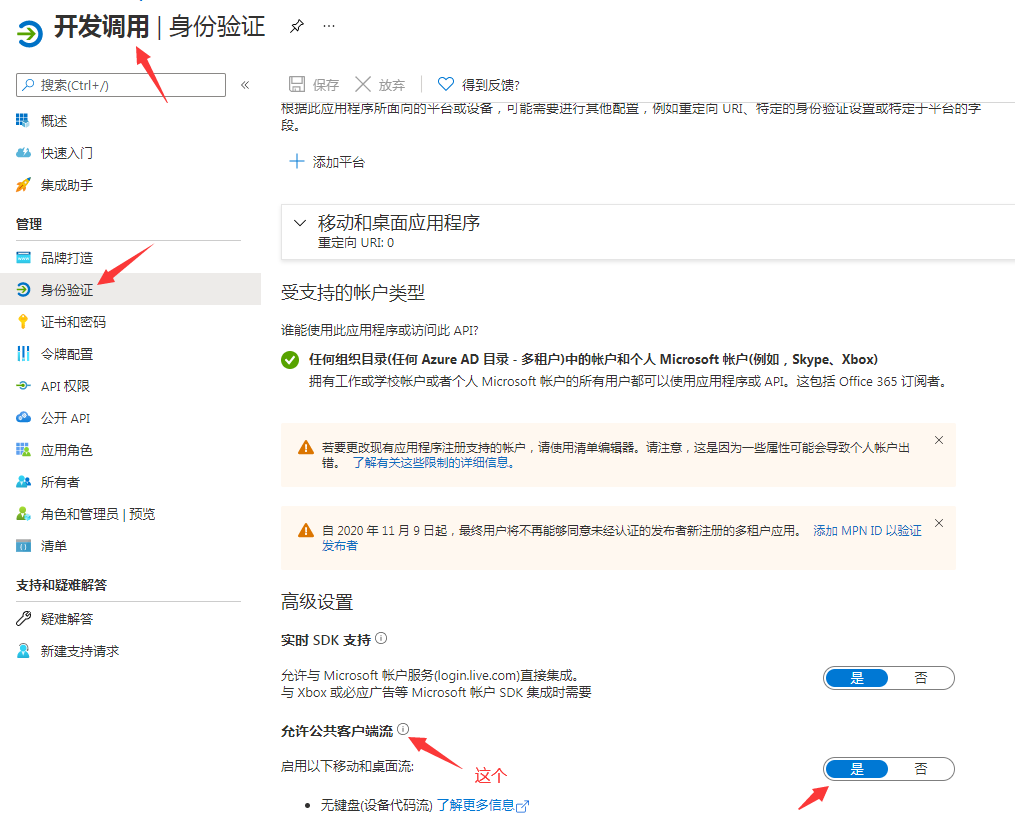 开发调用 | 身份验证
搜索(Ctrl+/)
保存
放弃
得到反馈?
概述
快速入门
集成助手
管理
品牌打造
身份验证
证书和密码
令牌配置
API 权限
公开 API
应用角色
所有者
角色和管理员 | 预览
清单
支持和疑难解答
疑难解答
新建支持请求
根据此应用程序所面向的平台或设备，可能需要进行其他配置，例如重定向 URI、特定的身份验证设置或特定于平台的字
段。
添加平台
移动和桌面应用程序
重定向 URI: 0
受支持的帐户类型
谁能使用此应用程序或访问此 API?
任何组织目录(任何 Azure AD 目录 - 多租户)中的帐户和个人 Microsoft 帐户(例如，Skype、Xbox)
拥有工作或学校帐户或者个人 Microsoft 帐户的所有用户都可以使用应用程序或 API。这包括 Office 365 订阅者。
若要更改现有应用程序注册支持的帐户，请使用清单编辑器。请注意，这是因为一些属性可能会导致个人帐户出
错。 了解有关这些限制的详细信息。
自 2020 年 11 月 9 日起，最终用户将不再能够同意未经认证的发布者新注册的多租户应用。 添加 MPN ID 以验证
发布者
高级设置
实时 SDK 支持
允许与 Microsoft 帐户服务(login.live.com)直接集成。
与 Xbox 或必应广告等 Microsoft 帐户 SDK 集成时需要
是 否
允许公共客户端流
这个
启用以下移动和桌面流:
是 否
• 无键盘(设备代码流) 了解更多信息